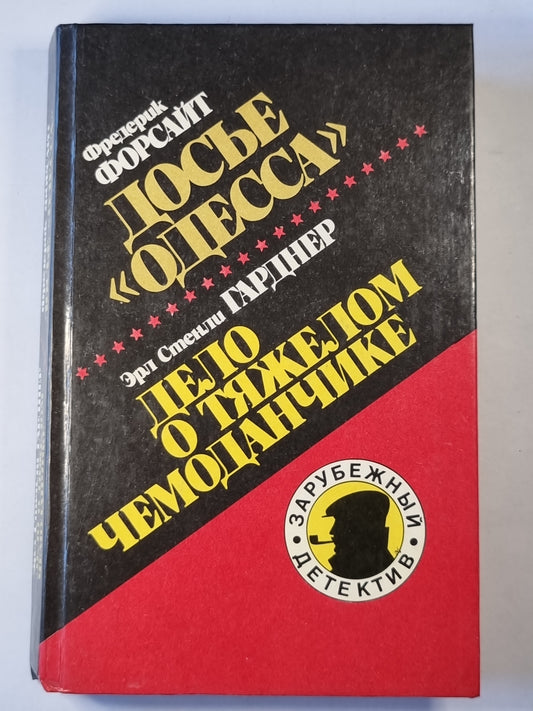 Фредерик
ФОРСАЙТ
ДОСЬЕ
«ОДЕССА»
Эрл Стенли ГАРДНЕР
ДЕЛО
О ТЯЖЕЛОМ
ЧЕМОДАНЧИКЕ
ЗАРУБЕЖНЫЙ
ДЕТЕКТИВ